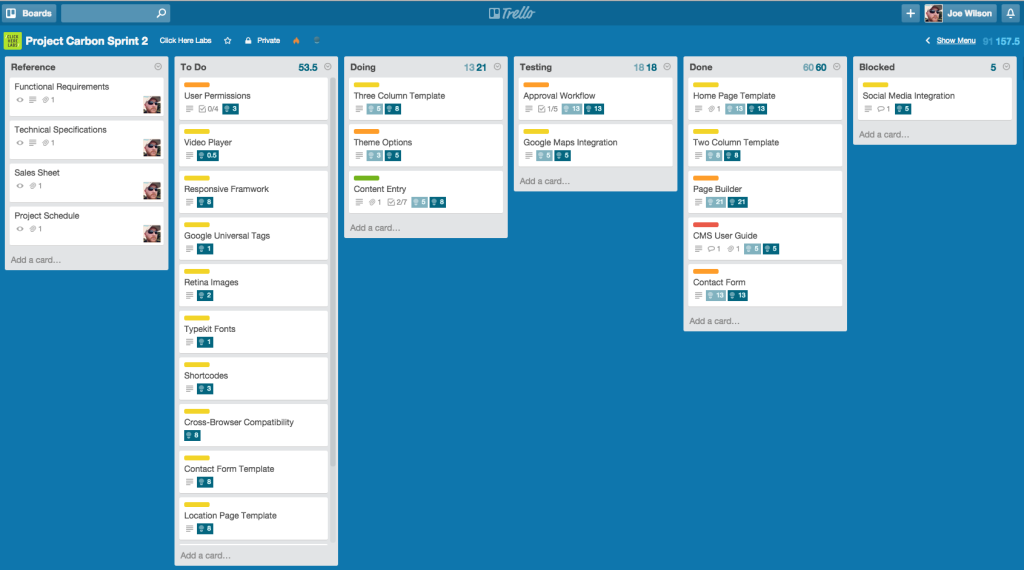 Boards
Trello
Joe Wilson
CLICK HERE LABS
Project Carbon Sprint 2
Click Here Labs
Private
Show Menu
91 157.5
Reference
Functional Requirements
1
Technical Specifications
1
Sales Sheet
1
Project Schedule
1
Add a card…
To Do 53.5
User Permissions
0/4 3
Video Player
0.5
Responsive Framwork
8
Google Universal Tags
1
Retina Images
2
Typekit Fonts
1
Shortcodes
3
Cross-Browser Compatibility
8
Contact Form Template
8
Location Page Template
8
Add a card…
Doing 13 21
Three Column Template
5 8
Theme Options
3 5
Content Entry
1 2/7 5 8
Add a card…
Testing 18 18
Approval Workflow
1/5 13 13
Google Maps Integration
5 5
Add a card…
Done 60 60
Home Page Template
1 13 13
Two Column Template
8 8
Page Builder
21 21
CMS User Guide
1 1 5 5
Contact Form
13 13
Add a card…
Blocked 5
Social Media Integration
1 5
Add a card…